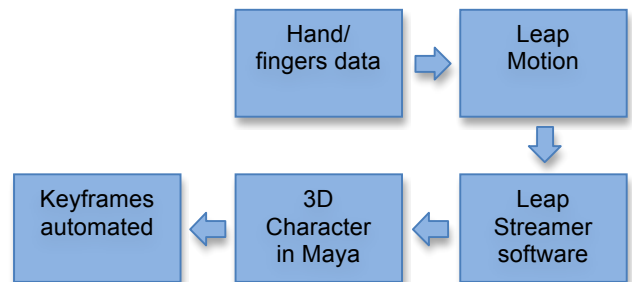 Hand/
fingers data
Leap
Motion
Leap
Streamer
software
3D
Character
in Maya
Keyframes
automated